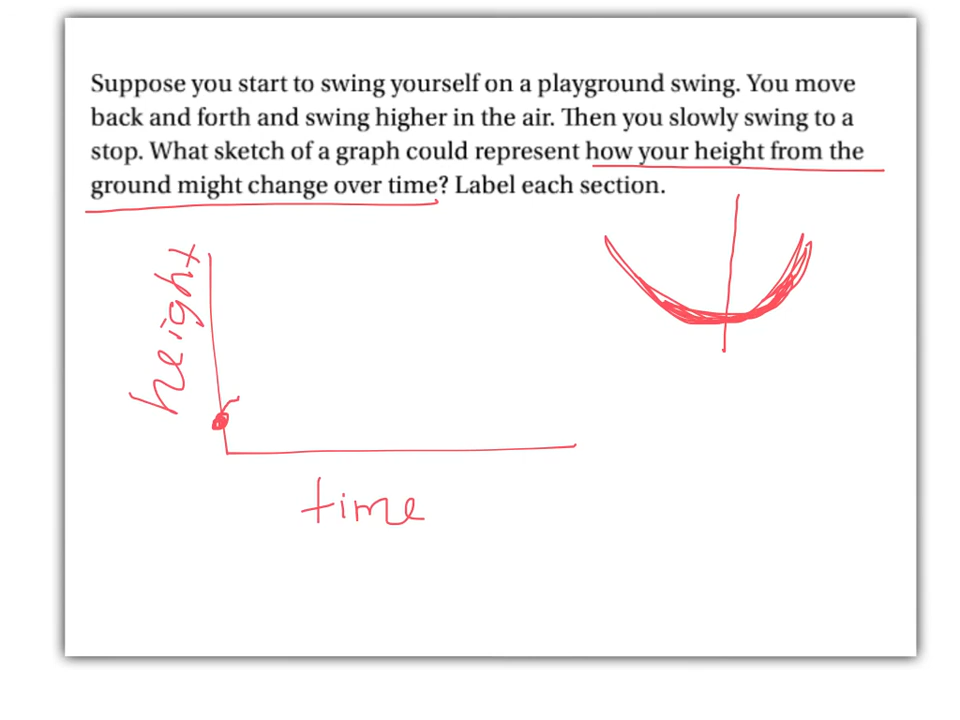 Suppose you start to swing yourself on a playground swing. You move
back and forth and swing higher in the air. Then you slowly swing to a
stop. What sketch of a graph could represent how your height from the
ground might change over time? Label each section.
height
time